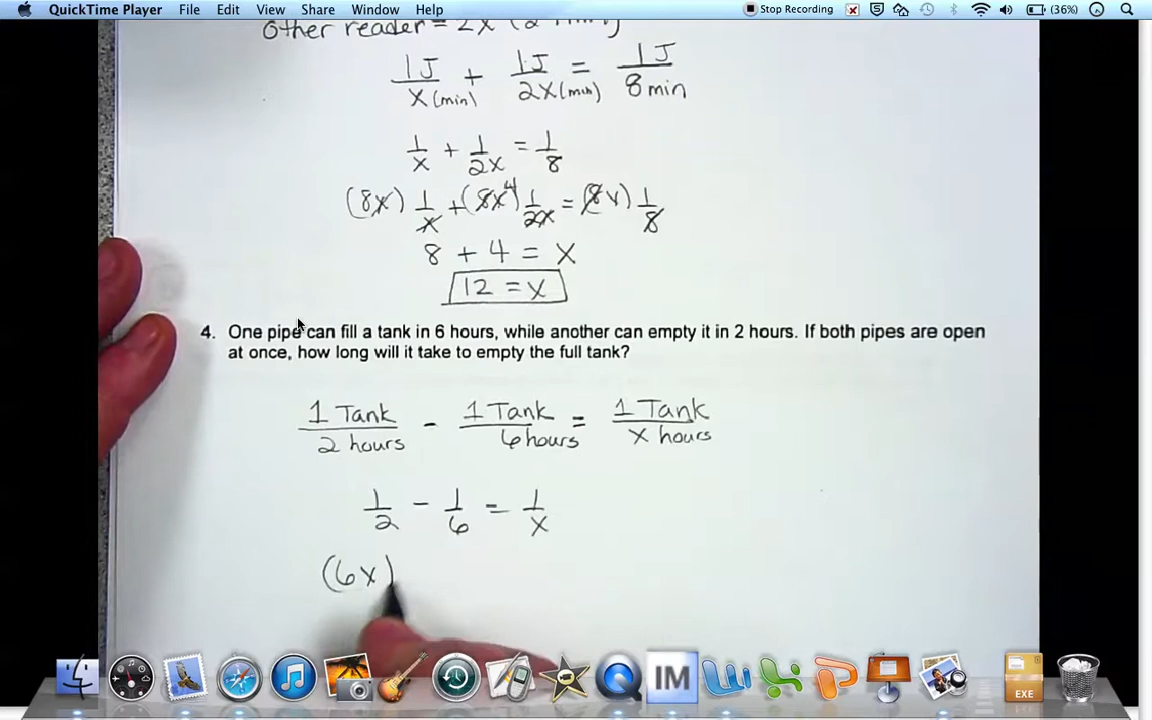 QuickTime Player File Edit View Share Window Help Stop Recording (36%)
Other reader = 2x
1J/x(min) + 1J/2x(min) = 1J/8min
1/x + 1/2x = 1/8
(8x) 1/x + (8x4) 1/2x = (8x) 1/8
8 + 4 = x
12 = x
4. One pipe can fill a tank in 6 hours, while another can empty it in 2 hours. If both pipes are open
at once, how long will it take to empty the full tank?
1 Tank/2 hours - 1 Tank/6 hours = 1 Tank/x hours
1/2 - 1/6 = 1/x
(6x)
IM EXE